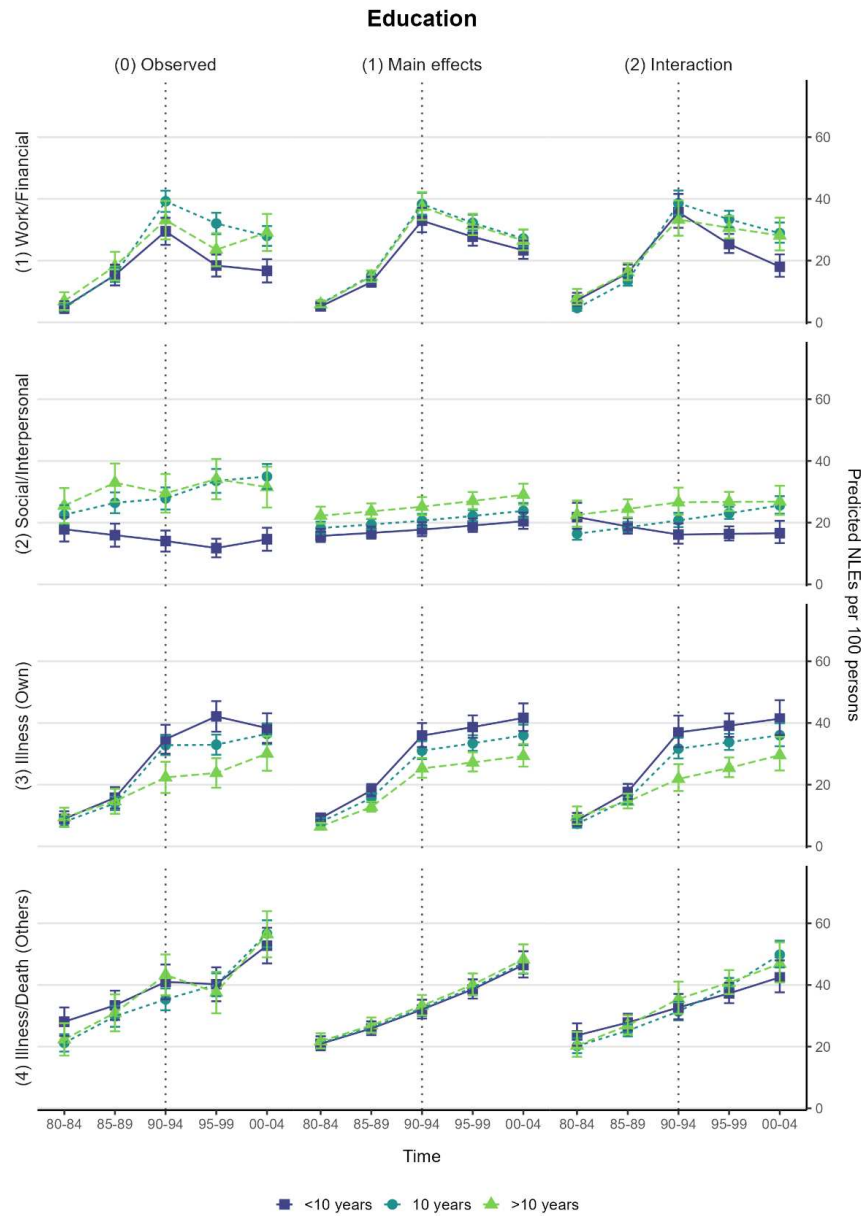 Education
(0) Observed (1) Main effects (2) Interaction
(1) Work/Financial
60
40
20
0
(2) Social/Interpersonal
60
40
20
0
Predicted NLEs per 100 persons
(3) Illness (Own)
60
40
20
0
(4) Illness/Death (Others)
60
40
20
0
80-84 85-89 90-94 95-99 00-04 80-84 85-89 90-94 95-99 00-04 80-84 85-89 90-94 95-99 00-04
Time
<10 years 10 years >10 years